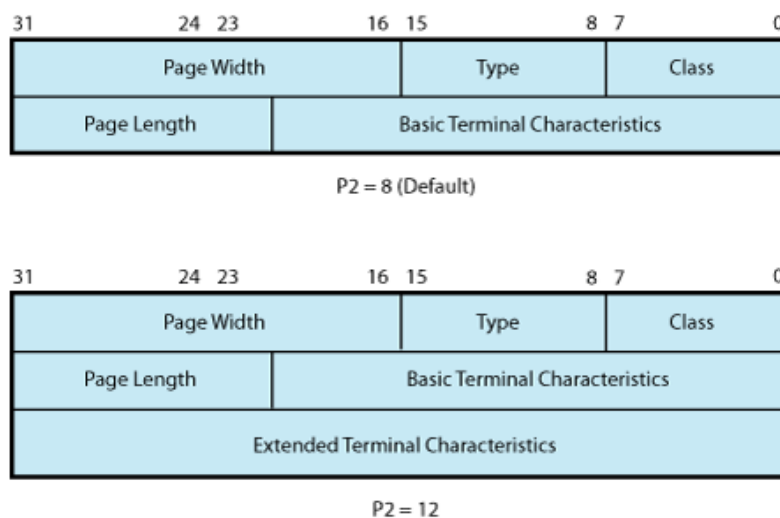 31 24 23 16 15 8 7 0
Page Width Type Class
Page Length Basic Terminal Characteristics
P2 = 8 (Default)
31 24 23 16 15 8 7 0
Page Width Type Class
Page Length Basic Terminal Characteristics
Extended Terminal Characteristics
P2 = 12